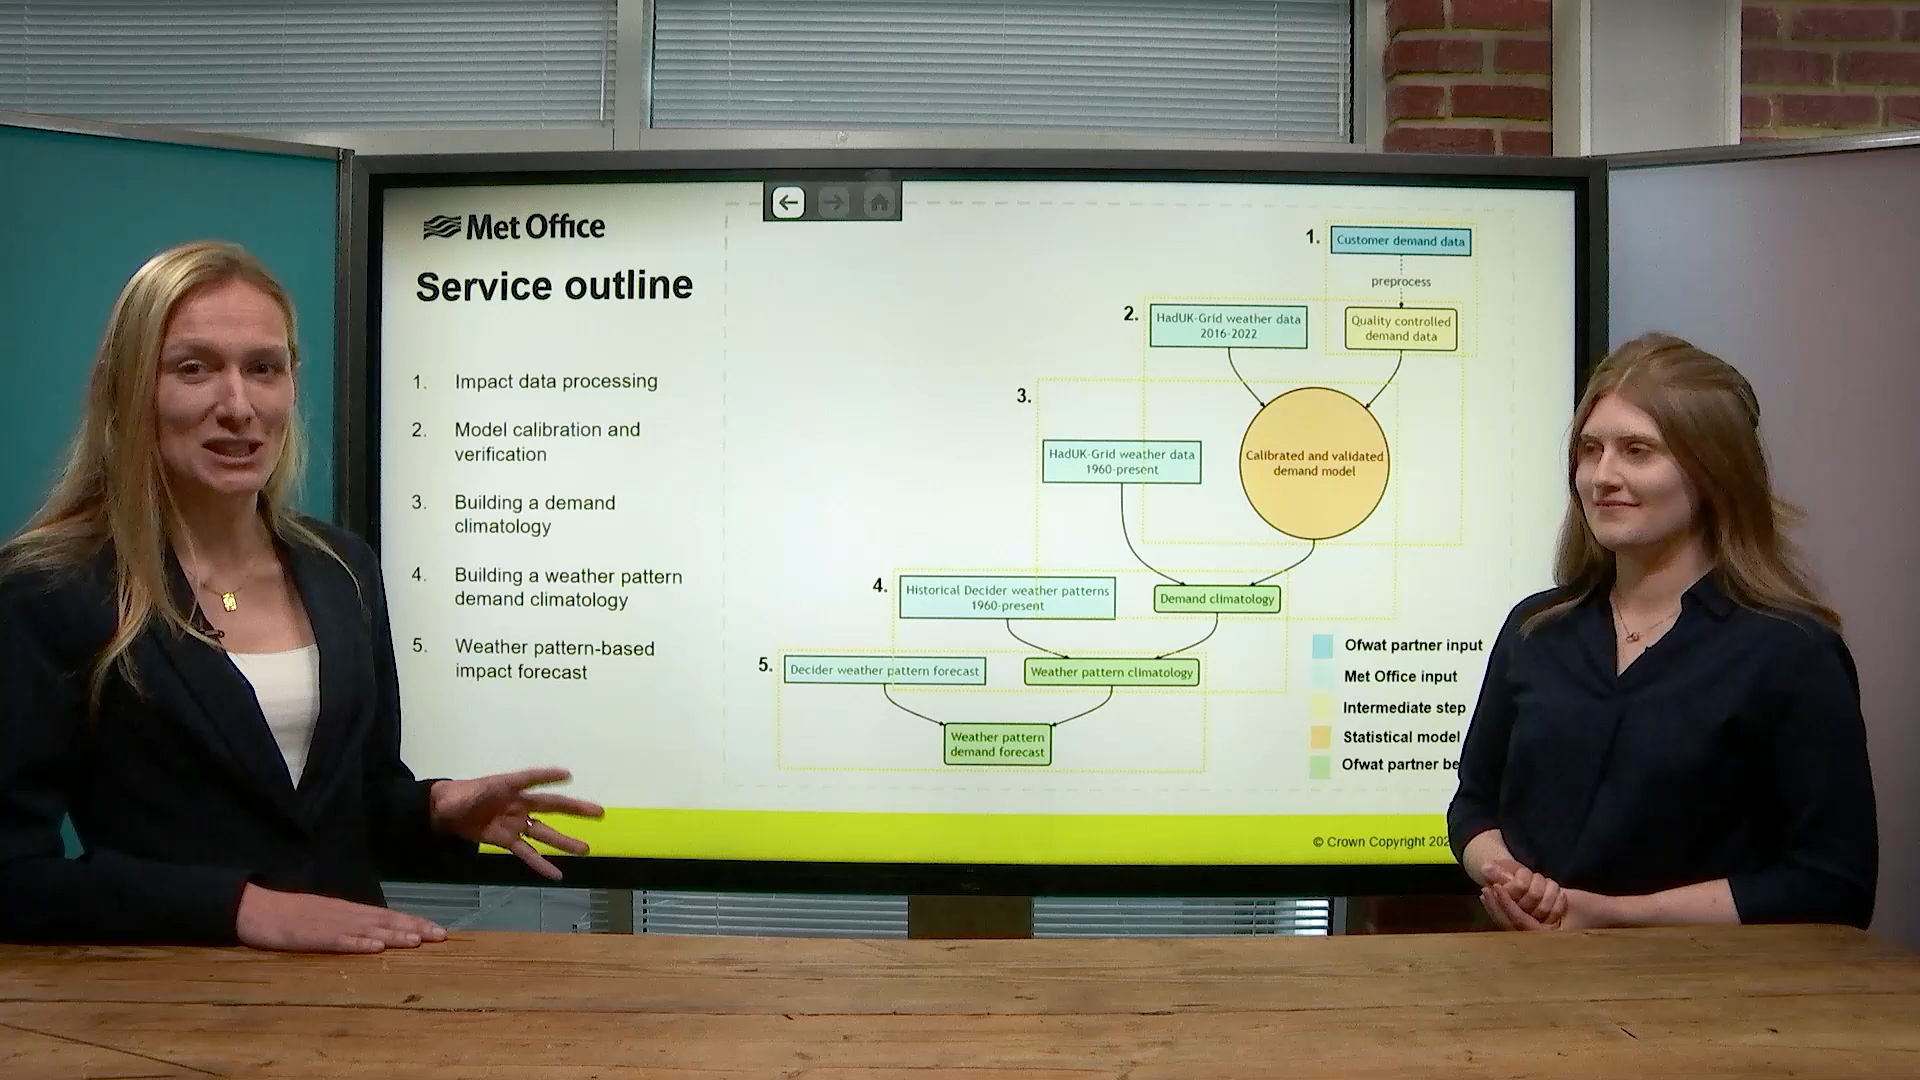 Met Office
Service outline
1. Impact data processing
2. Model calibration and
verification
3. Building a demand
climatology
4. Building a weather pattern
demand climatology
5. Weather pattern-based
impact forecast
1. Customer demand data
preprocess
2. HadUK-Grid weather data
2016-2022
Quality controlled
demand data
3.
HadUK-Grid weather data
1960-present
Calibrated and validated
demand model
4. Historical Decider weather patterns
1960-present
Demand climatology
5. Decider weather pattern forecast
Weather pattern climatology
Weather pattern
demand forecast
Ofwat partner input
Met Office input
Intermediate step
Statistical model
Ofwat partner
© Crown Copyright